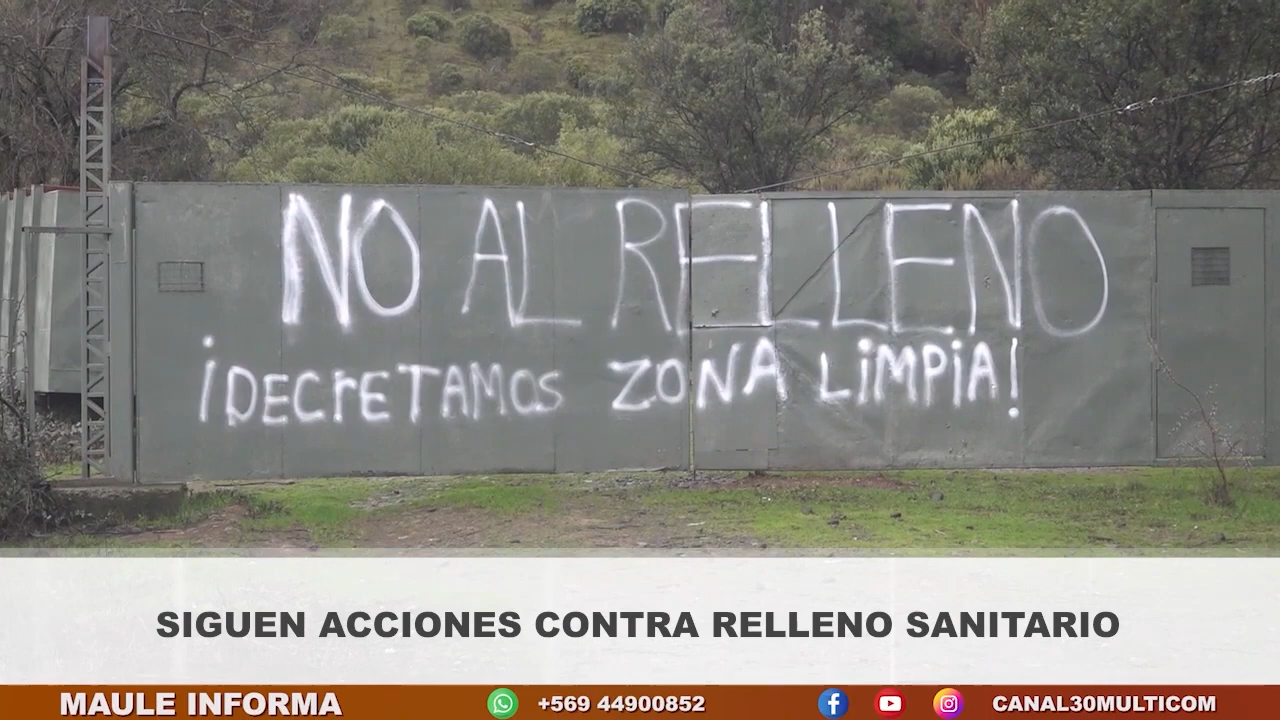 NO AL RELLENO
¡DECrETAMOS ZONA LiMPiA!
SIGUEN ACCIONES CONTRA RELLENO SANITARIO
MAULE INFORMA +569 44900852 CANAL30MULTICOM